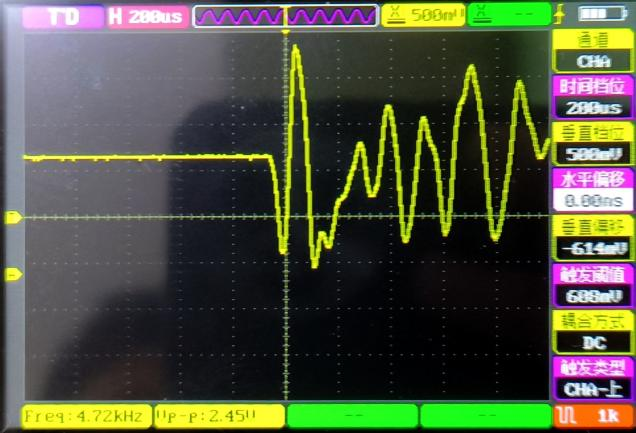 T'D H 200us X 500mV X --
通道
CHA
时间档位
200us
垂直档位
500mV
水平偏移
0.00ns
垂直偏移
-614mV
触发阈值
608mV
耦合方式
DC
触发类型
CHA-上
Freq:4.72kHz Vp-p:2.45V -- -- 1k